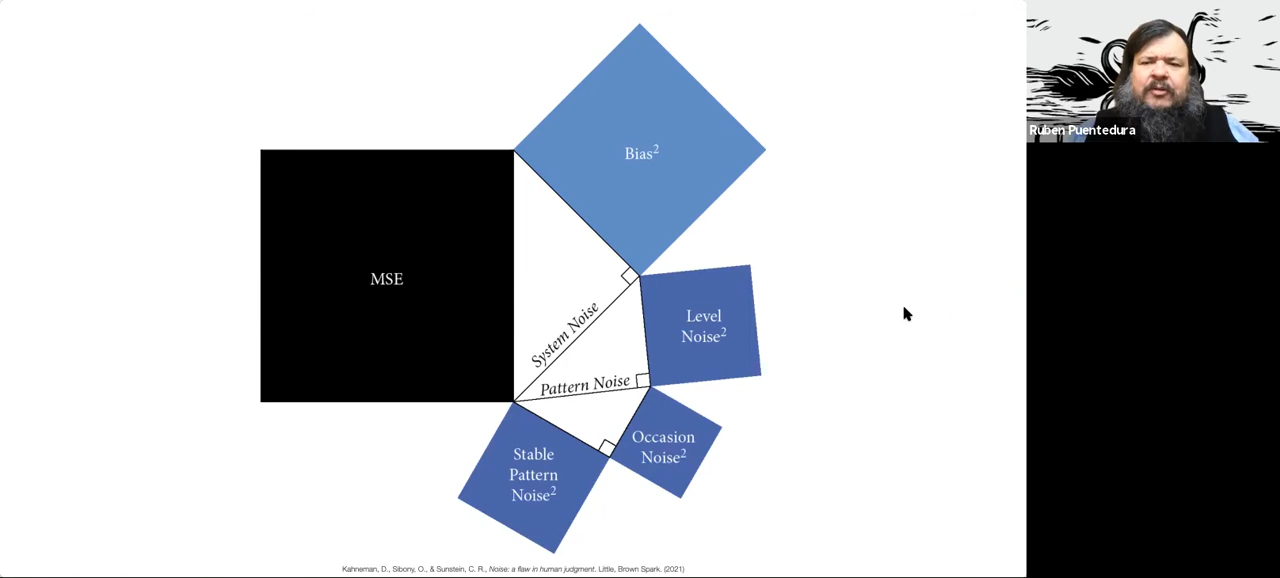 Bias²
Ruben Puentedura
MSE
System Noise
Level
Noise²
Pattern Noise
Occasion
Noise²
Stable
Pattern
Noise²
Kahneman, D., Sibony, O., & Sunstein, C. R., Noise: a flaw in human judgment. Little, Brown Spark. (2021)